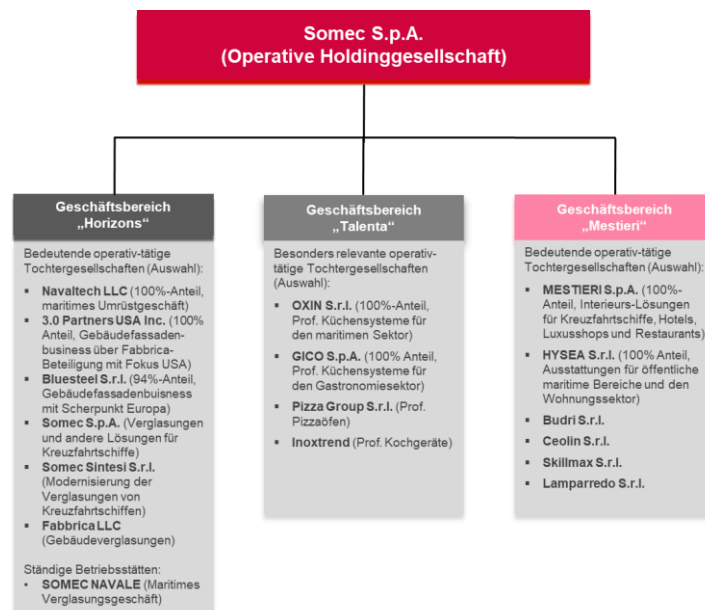 Somec S.p.A.
(Operative Holdinggesellschaft)
Geschäftsbereich
„Horizons“
Bedeutende operativ-tätige
Tochtergesellschaften (Auswahl):
▪ Navaltech LLC (100%-Anteil,
maritimes Umrüstgeschäft)
▪ 3.0 Partners USA Inc. (100%
Anteil, Gebäudefassaden-
business über Fabbrica-
Beteiligung mit Fokus USA)
▪ Bluesteel S.r.l. (94%-Anteil,
Gebäudefassadenbuisness
mit Scherpunkt Europa)
▪ Somec S.p.A. (Verglasungen
und andere Lösungen für
Kreuzfahrtschiffe)
▪ Somec Sintesi S.r.l.
(Modernisierung der
Verglasungen von
Kreuzfahrtschiffen)
▪ Fabbrica LLC
(Gebäudeverglasungen)
Ständige Betriebsstätten:
• SOMEC NAVALE (Maritimes
Verglasungsgeschäft)
Geschäftsbereich
„Talenta“
Besonders relevante operativ-
tätige Tochtergesellschaften
(Auswahl):
▪ OXIN S.r.l. (100%-Anteil,
Prof. Küchensysteme für
den maritimen Sektor)
▪ GICO S.p.A. (100% Anteil,
Prof. Küchensysteme für
den Gastronomiesektor)
▪ Pizza Group S.r.l. (Prof.
Pizzaöfen)
▪ Inoxtrend (Prof. Kochgeräte)
Geschäftsbereich
„Mestieri“
Bedeutende operativ-tätige
Tochtergesellschaften (Auswahl):
▪ MESTIERI S.p.A. (100%-
Anteil, Interieurs-Lösungen
für Kreuzfahrtschiffe, Hotels,
Luxusshops und Restaurants)
▪ HYSEA S.r.l. (100% Anteil,
Ausstattungen für öffentliche
maritime Bereiche und den
Wohnungssektor)
▪ Budri S.r.l.
▪ Ceolin S.r.l.
▪ Skillmax S.r.l.
▪ Lamparredo S.r.l.